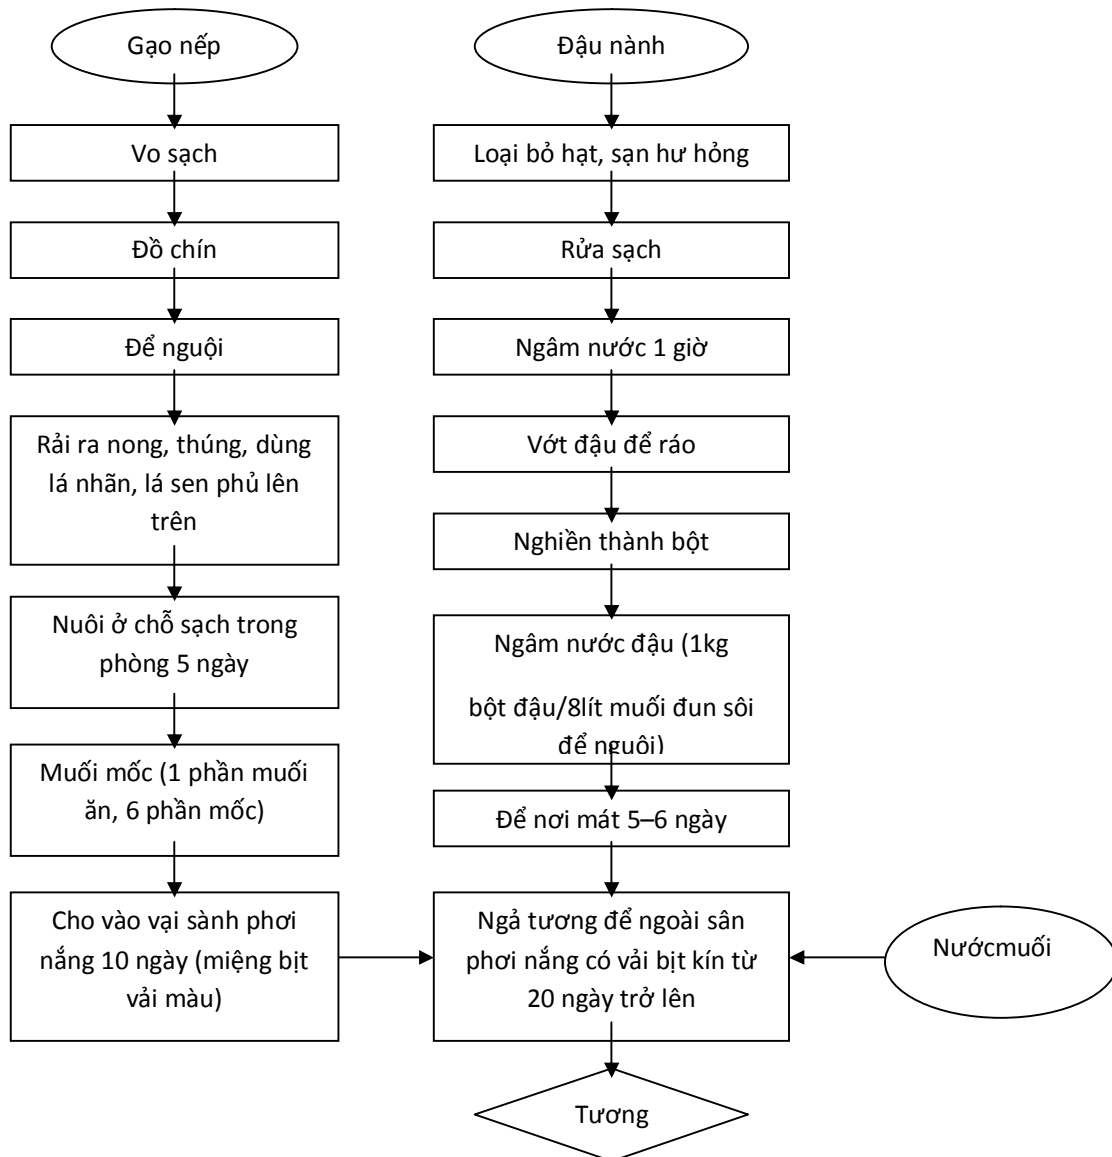 Gạo nếp
Vo sạch
Đồ chín
Để nguội
Rải ra nong, thúng, dùng
lá nhãn, lá sen phủ lên
trên
Nuôi ở chỗ sạch trong
phòng 5 ngày
Muối mốc (1 phần muối
ăn, 6 phần mốc)
Cho vào vại sành phơi
nắng 10 ngày (miệng bịt
vải màu)
Đậu nành
Loại bỏ hạt, sạn hư hỏng
Rửa sạch
Ngâm nước 1 giờ
Vớt đậu để ráo
Nghiền thành bột
Ngâm nước đậu (1kg
bột đậu/8lít muối đun sôi
để nguôi)
Để nơi mát 5–6 ngày
Ngả tương để ngoài sân
phơi nắng có vải bịt kín từ
20 ngày trở lên
Nướcmuối
Tương